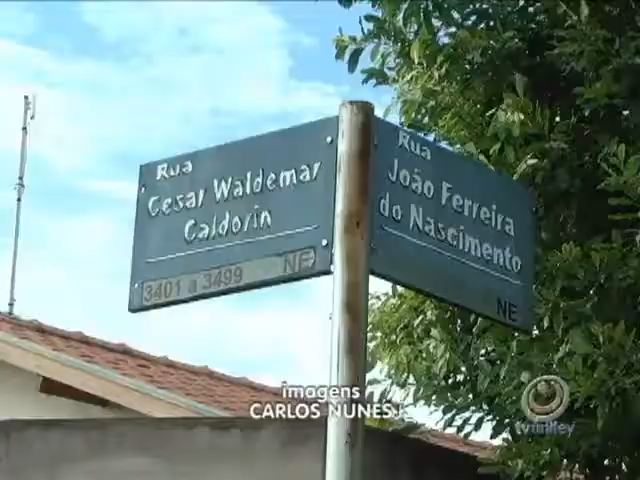 Rua
Cesar Waldemar
Caldorin
3401 a 3499 NE
Rua
João Ferreira
do Nascimento
NE
imagens
CARLOS NUNES